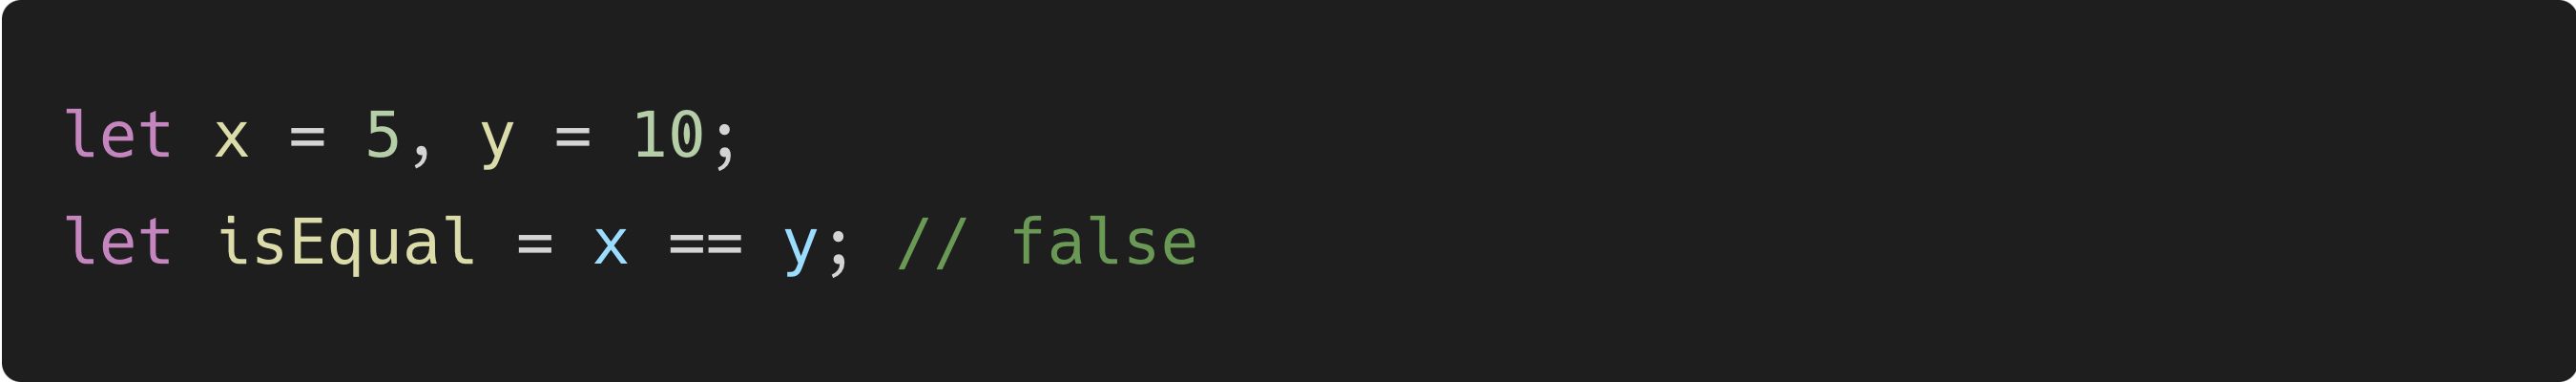 let x = 5, y = 10;
let isEqual = x == y; // false